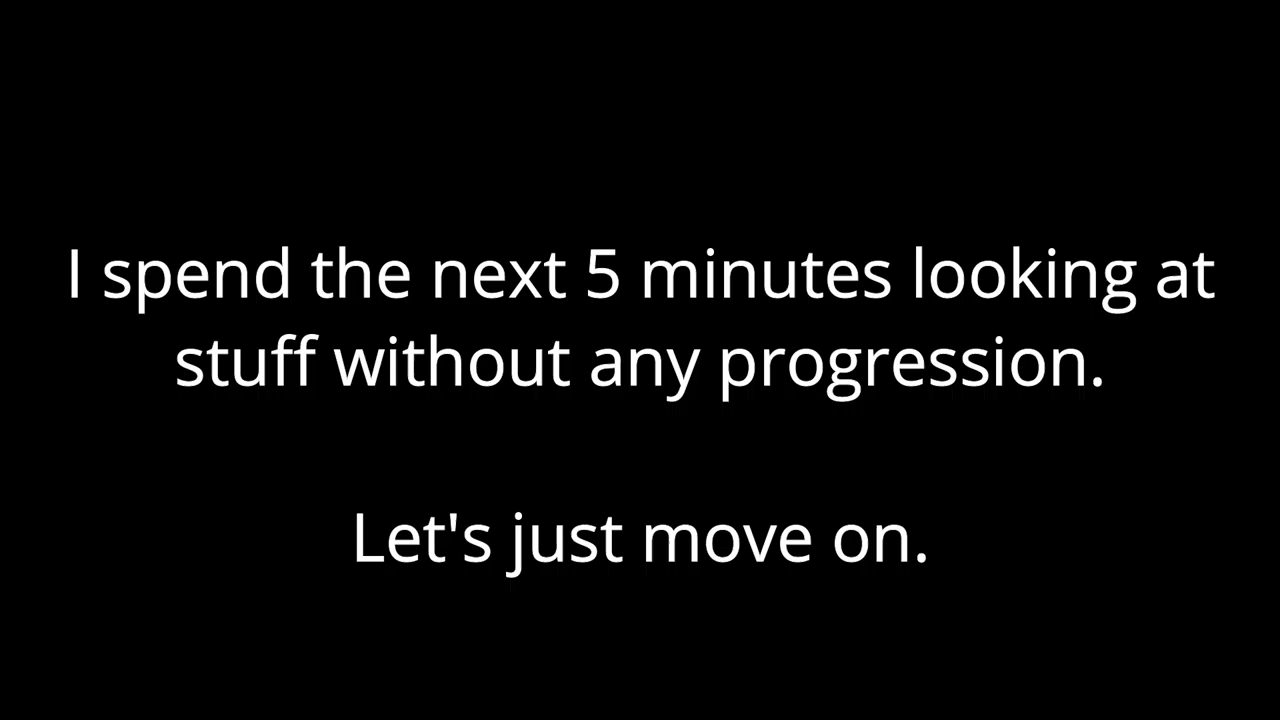 I spend the next 5 minutes looking at
stuff without any progression.
Let's just move on.